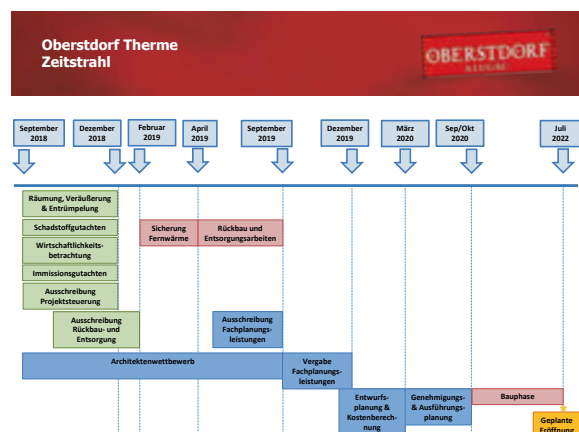 Oberstdorf Therme
Zeitstrahl
OBERSTDORF
ALLGÄU
September
2018
Dezember
2018
Februar
2019
April
2019
September
2019
Dezember
2019
März
2020
Sep/Okt
2020
Juli
2022
Räumung, Veräußerung
& Entrümpelung
Schadstoffgutachten
Wirtschaftlichkeits-
betrachtung
Immissionsgutachten
Ausschreibung
Projektsteuerung
Sicherung
Fernwärme
Rückbau und
Entsorgungsarbeiten
Ausschreibung
Rückbau- und
Entsorgung
Ausschreibung
Fachplanungs-
leistungen
Architektenwettbewerb
Vergabe
Fachplanungs-
leistungen
Entwurfs-
planung &
Kostenberech-
nung
Genehmigungs-
& Ausführungs-
planung
Bauphase
Geplante
Eröffnung